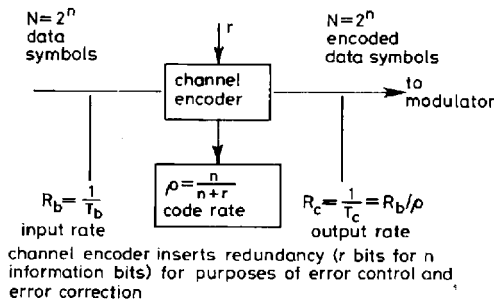 N=2ⁿ
data
symbols
r
channel
encoder
N=2ⁿ
encoded
data symbols
to
modulator
ρ = n/(n+r)
code rate
R_b = 1/T_b
input rate
R_c = 1/T_c = R_b/ρ
output rate
channel encoder inserts redundancy (r bits for n
information bits) for purposes of error control and
error correction